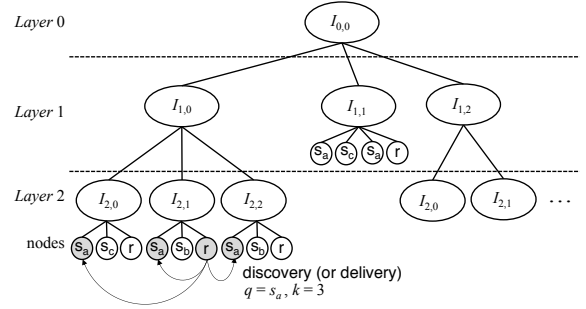 Layer 0 I0,0
Layer 1 I1,0 I1,1 I1,2
sa sc sa r
Layer 2 I2,0 I2,1 I2,2 I2,0 I2,1 ...
nodes sa sc r sa sb r sa sb r
discovery (or delivery)
q = sa, k = 3